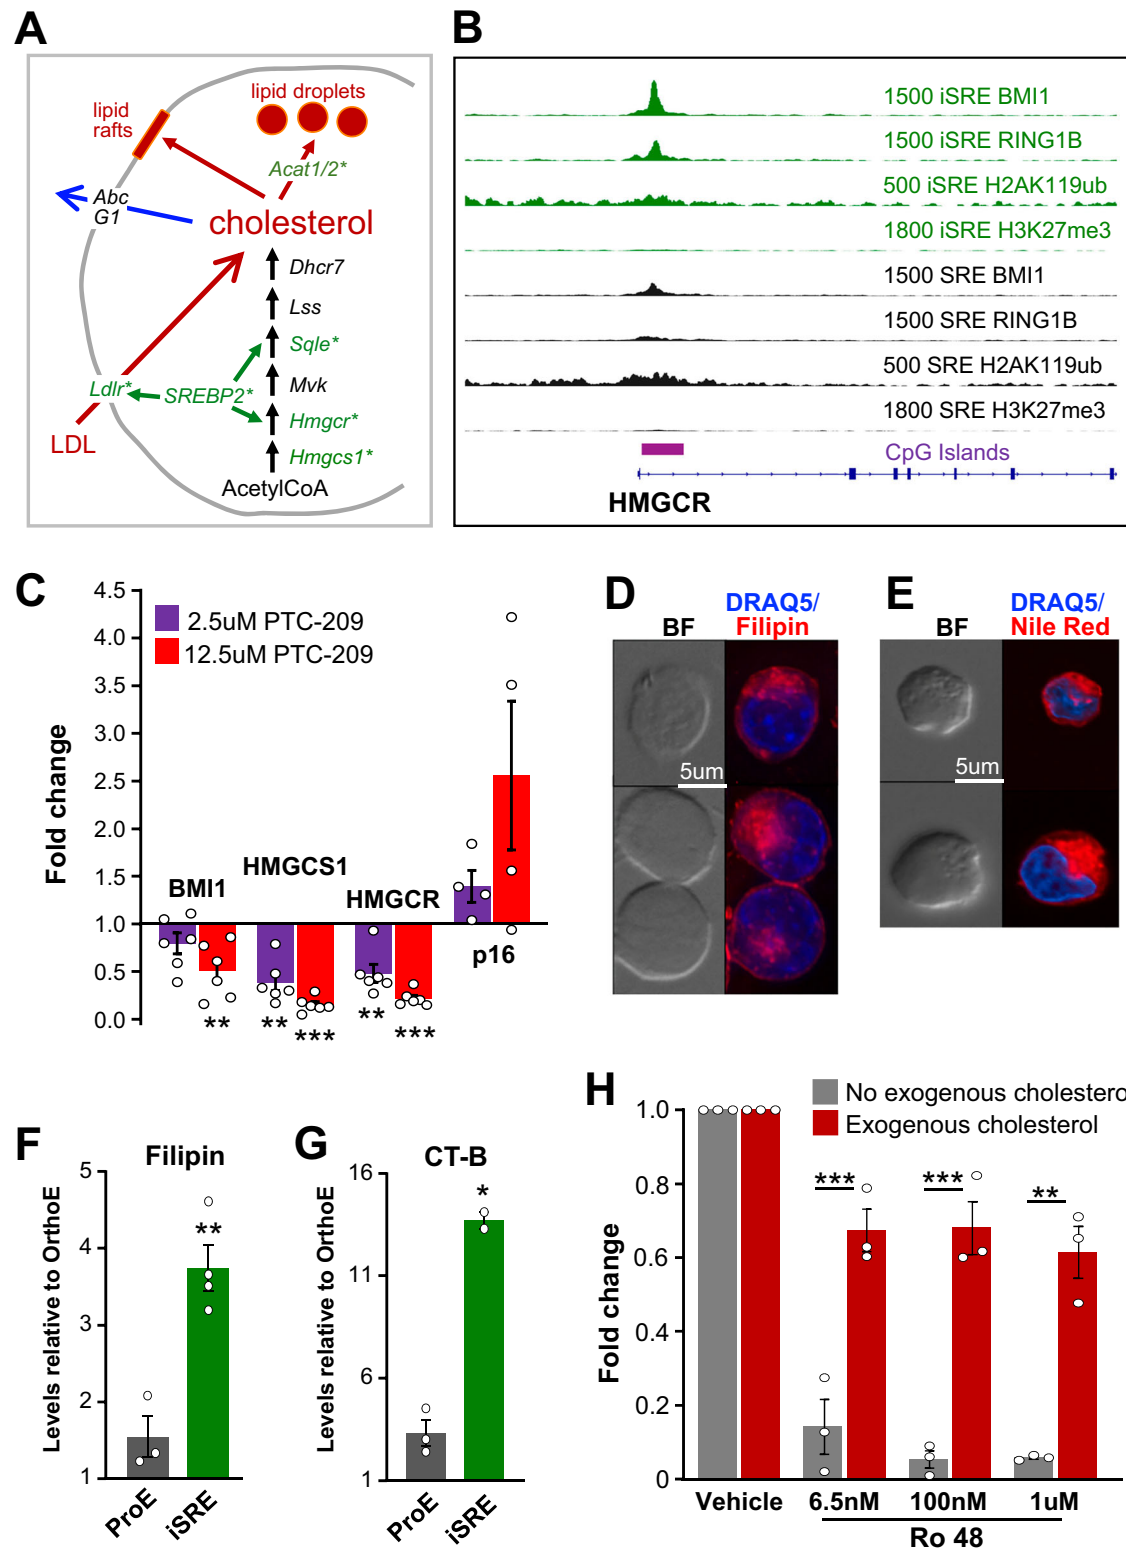 A
lipid
rafts
lipid droplets
Acat1/2*
Abc
G1
cholesterol
Dhcr7
Lss
Sqle*
Ldlr*
SREBP2*
Mvk
Hmgcr*
LDL
Hmgcs1*
AcetylCoA
B
1500 iSRE BMI1
1500 iSRE RING1B
500 iSRE H2AK119ub
1800 iSRE H3K27me3
1500 SRE BMI1
1500 SRE RING1B
500 SRE H2AK119ub
1800 SRE H3K27me3
CpG Islands
HMGCR
C
Fold change
4.5
4.0
3.5
3.0
2.5
2.0
1.5
1.0
0.5
0.0
2.5uM PTC-209
12.5uM PTC-209
BMI1
HMGCS1
HMGCR
p16
**
**
***
**
***
D
BF
DRAQ5/
Filipin
5um
E
BF
DRAQ5/
Nile Red
5um
F
Filipin
Levels relative to OrthoE
5
4
3
2
1
**
ProE
iSRE
G
CT-B
Levels relative to OrthoE
16
11
6
1
*
ProE
iSRE
H
No exogenous cholestero
Exogenous cholesterol
Fold change
1.0
0.8
0.6
0.4
0.2
0
***
***
**
Vehicle
6.5nM
100nM
1uM
Ro 48